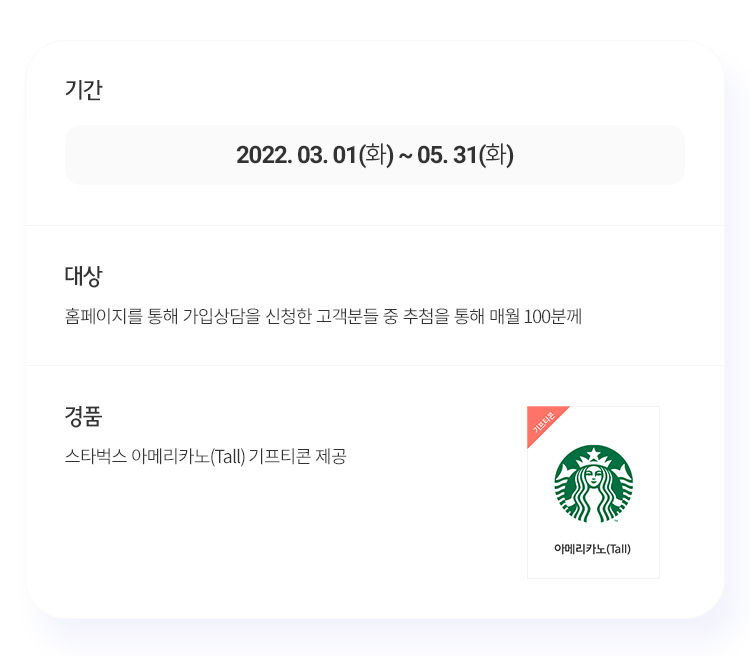 기간
2022. 03. 01(화) ~ 05. 31(화)
대상
홈페이지를 통해 가입상담을 신청한 고객분들 중 추첨을 통해 매월 100분께
경품
스타벅스 아메리카노(Tall) 기프티콘 제공
기프티콘
아메리카노(Tall)